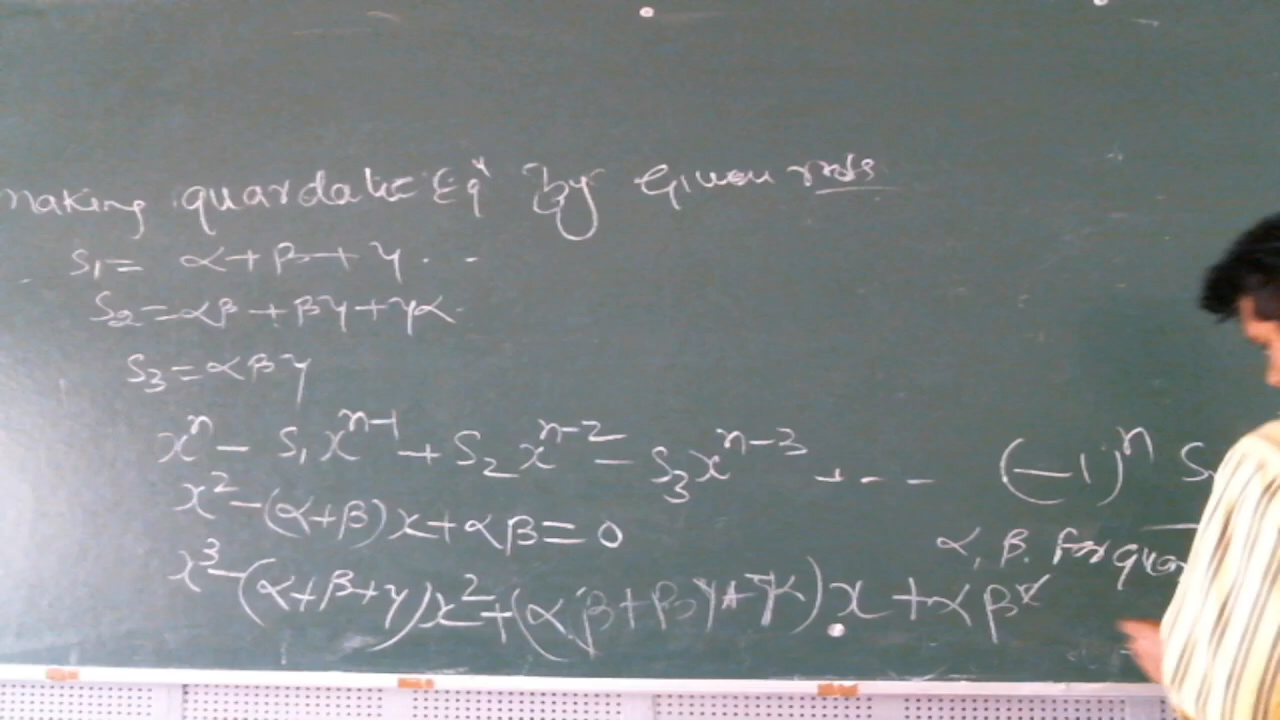 making quardatic Eqⁿ By Given roots
S₁ = α+β+γ . . -
S₂ = αβ + βγ + γα
S₃ = αβγ
xⁿ - S₁xⁿ⁻¹ + S₂xⁿ⁻² - S₃xⁿ⁻³ + - - - (-1)ⁿ S
x² - (α+β)x + αβ = 0
α, β. for qua
x³ - (α+β+γ)x² + (αβ + βγ + γα).x + αβγ